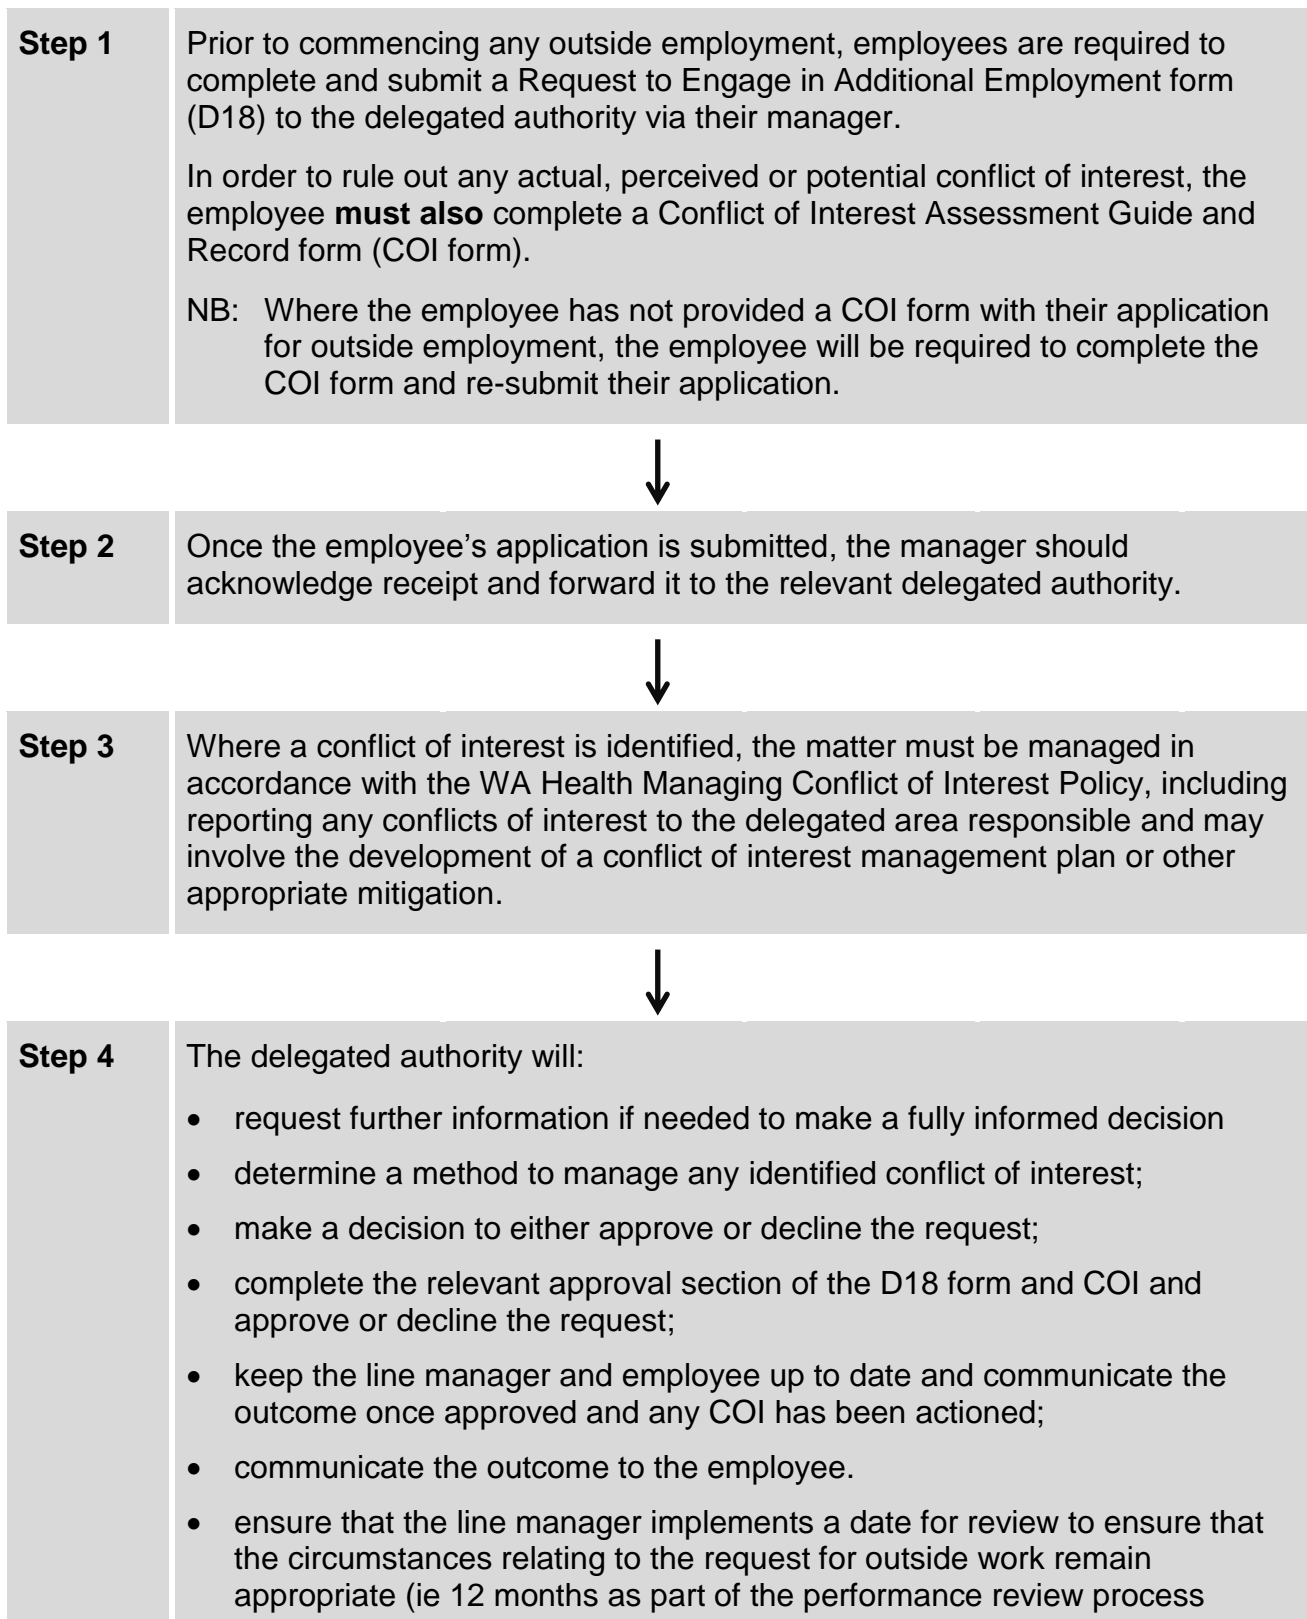 Step 1
Prior to commencing any outside employment, employees are required to
complete and submit a Request to Engage in Additional Employment form
(D18) to the delegated authority via their manager.
In order to rule out any actual, perceived or potential conflict of interest, the
employee must also complete a Conflict of Interest Assessment Guide and
Record form (COI form).
NB: Where the employee has not provided a COI form with their application
for outside employment, the employee will be required to complete the
COI form and re-submit their application.
Step 2
Once the employee’s application is submitted, the manager should
acknowledge receipt and forward it to the relevant delegated authority.
Step 3
Where a conflict of interest is identified, the matter must be managed in
accordance with the WA Health Managing Conflict of Interest Policy, including
reporting any conflicts of interest to the delegated area responsible and may
involve the development of a conflict of interest management plan or other
appropriate mitigation.
Step 4
The delegated authority will:
• request further information if needed to make a fully informed decision
• determine a method to manage any identified conflict of interest;
• make a decision to either approve or decline the request;
• complete the relevant approval section of the D18 form and COI and
approve or decline the request;
• keep the line manager and employee up to date and communicate the
outcome once approved and any COI has been actioned;
• communicate the outcome to the employee.
• ensure that the line manager implements a date for review to ensure that
the circumstances relating to the request for outside work remain
appropriate (ie 12 months as part of the performance review process